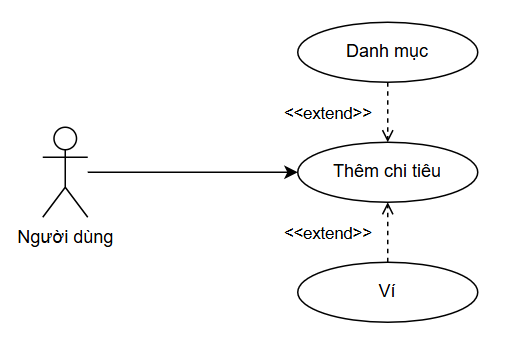 Danh mục
<<extend>>
Thêm chi tiêu
Người dùng
<<extend>>
Ví